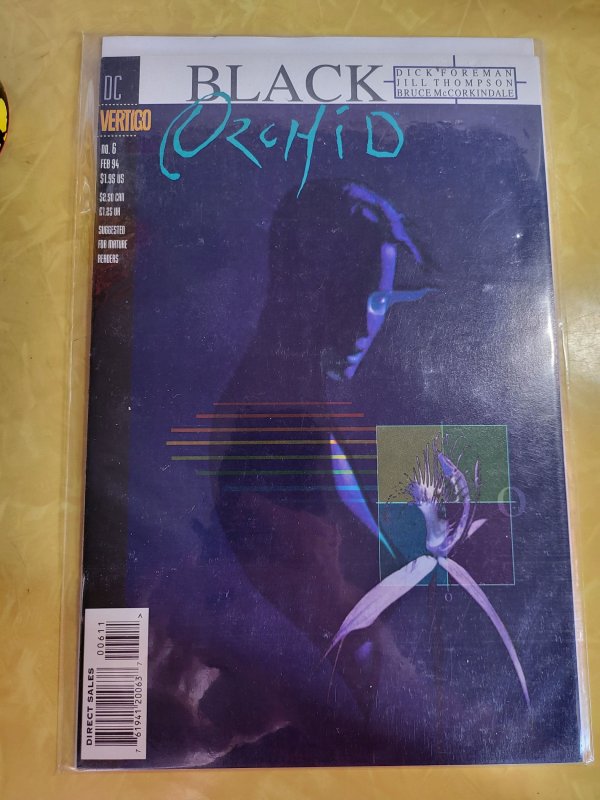 DC
VERTIGO
BLACK
ORCHID
DICK FOREMAN
JILL THOMPSON
BRUCE McCORKINDALE
no. 6
FEB 94
$1.95 US
$2.50 CAN
£1.25 UK
SUGGESTED
FOR MATURE
READERS
O
O
DIRECT SALES
00611
7 61941 20063 7